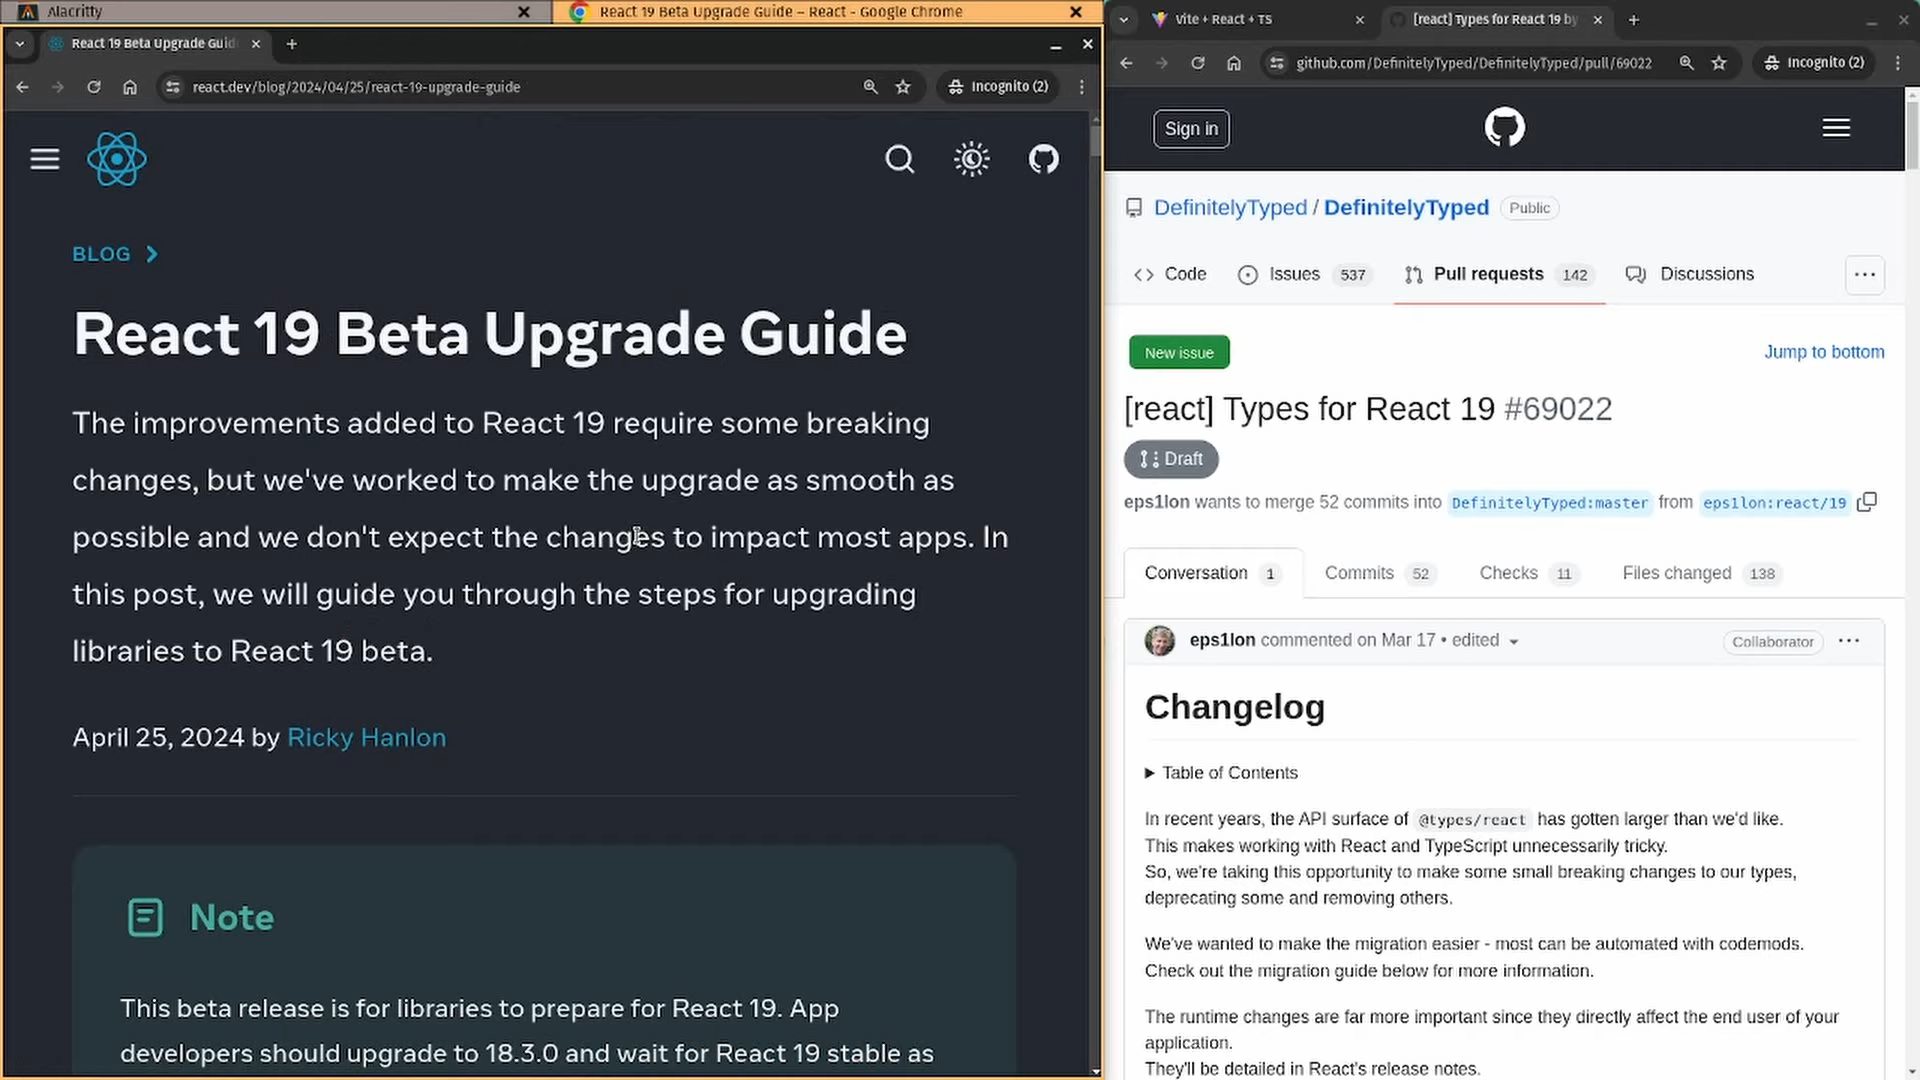 Alacritty
React 19 Beta Upgrade Guide – React - Google Chrome
React 19 Beta Upgrade Guid
react.dev/blog/2024/04/25/react-19-upgrade-guide
Incognito (2)
BLOG
React 19 Beta Upgrade Guide
The improvements added to React 19 require some breaking
changes, but we've worked to make the upgrade as smooth as
possible and we don't expect the changes to impact most apps. In
this post, we will guide you through the steps for upgrading
libraries to React 19 beta.
April 25, 2024 by Ricky Hanlon
Note
This beta release is for libraries to prepare for React 19. App
developers should upgrade to 18.3.0 and wait for React 19 stable as
Vite + React + TS
[react] Types for React 19 by
github.com/DefinitelyTyped/DefinitelyTyped/pull/69022
Incognito (2)
Sign in
DefinitelyTyped / DefinitelyTyped Public
Code
Issues 537
Pull requests 142
Discussions
New issue
Jump to bottom
[react] Types for React 19 #69022
Draft
eps1lon wants to merge 52 commits into DefinitelyTyped:master from eps1lon:react/19
Conversation 1
Commits 52
Checks 11
Files changed 138
eps1lon commented on Mar 17 • edited
Collaborator
Changelog
Table of Contents
In recent years, the API surface of @types/react has gotten larger than we'd like.
This makes working with React and TypeScript unnecessarily tricky.
So, we're taking this opportunity to make some small breaking changes to our types,
deprecating some and removing others.
We've wanted to make the migration easier - most can be automated with codemods.
Check out the migration guide below for more information.
The runtime changes are far more important since they directly affect the end user of your
application.
They'll be detailed in React's release notes.